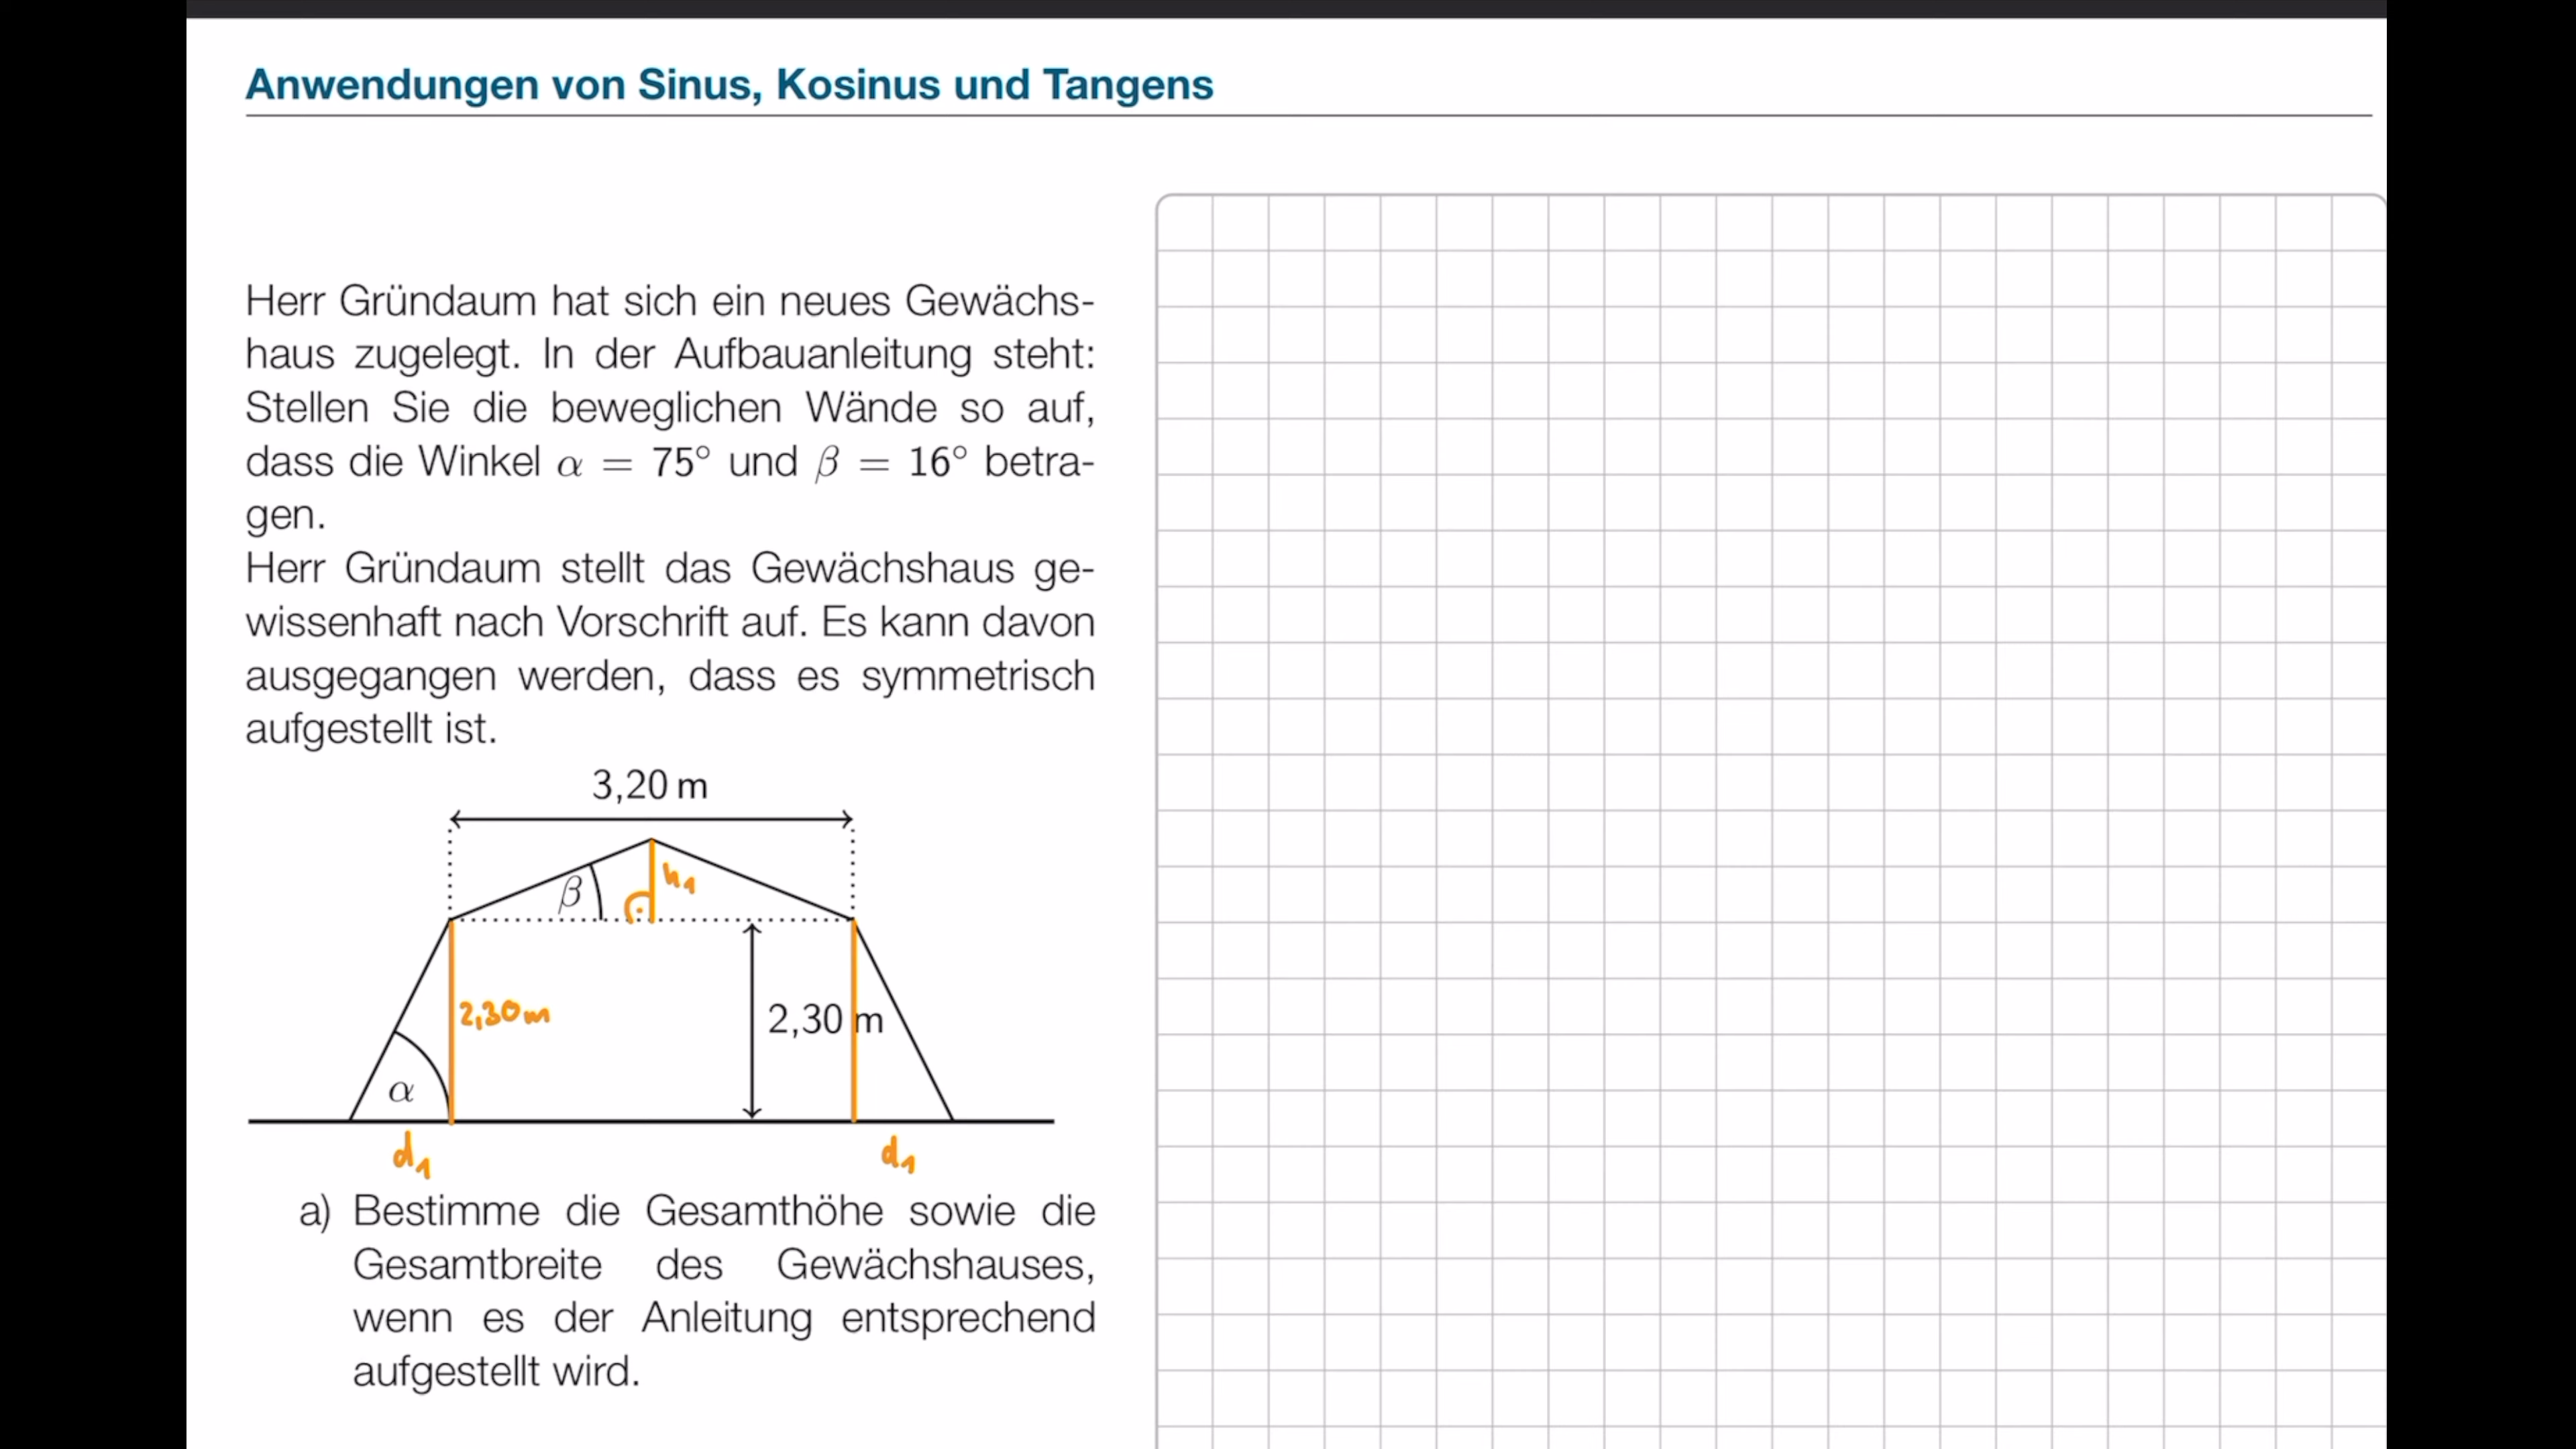 Anwendungen von Sinus, Kosinus und Tangens
Herr Gründaum hat sich ein neues Gewächs-
haus zugelegt. In der Aufbauanleitung steht:
Stellen Sie die beweglichen Wände so auf,
dass die Winkel α = 75° und β = 16° betra-
gen.
Herr Gründaum stellt das Gewächshaus ge-
wissenhaft nach Vorschrift auf. Es kann davon
ausgegangen werden, dass es symmetrisch
aufgestellt ist.
3,20 m
β h₁
2,30m 2,30 m
α
d₁ d₁
a) Bestimme die Gesamthöhe sowie die
Gesamtbreite des Gewächshauses,
wenn es der Anleitung entsprechend
aufgestellt wird.